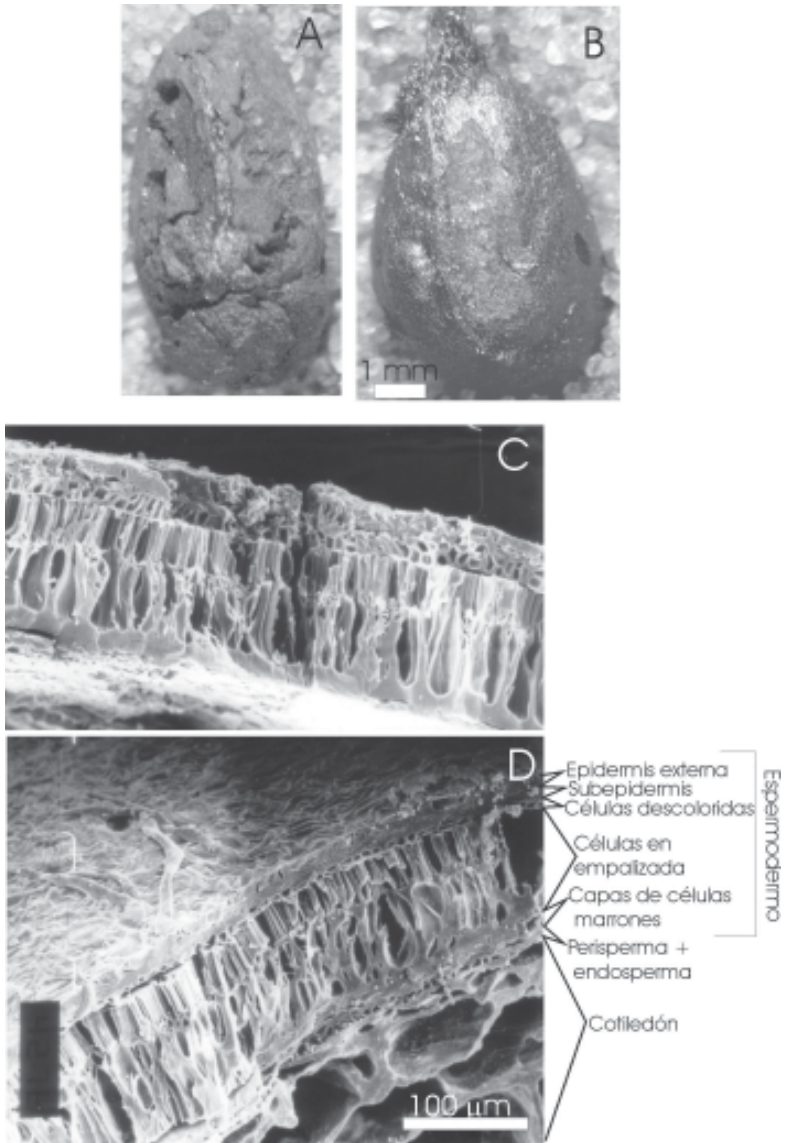 A
B
1 mm
C
D
Epidermis externa
Subepidermis
Células descoloridas
Células en
empalizada
Capas de células
marrones
Perisperma +
endosperma
Cotiledón
Espermodermo
100 μm